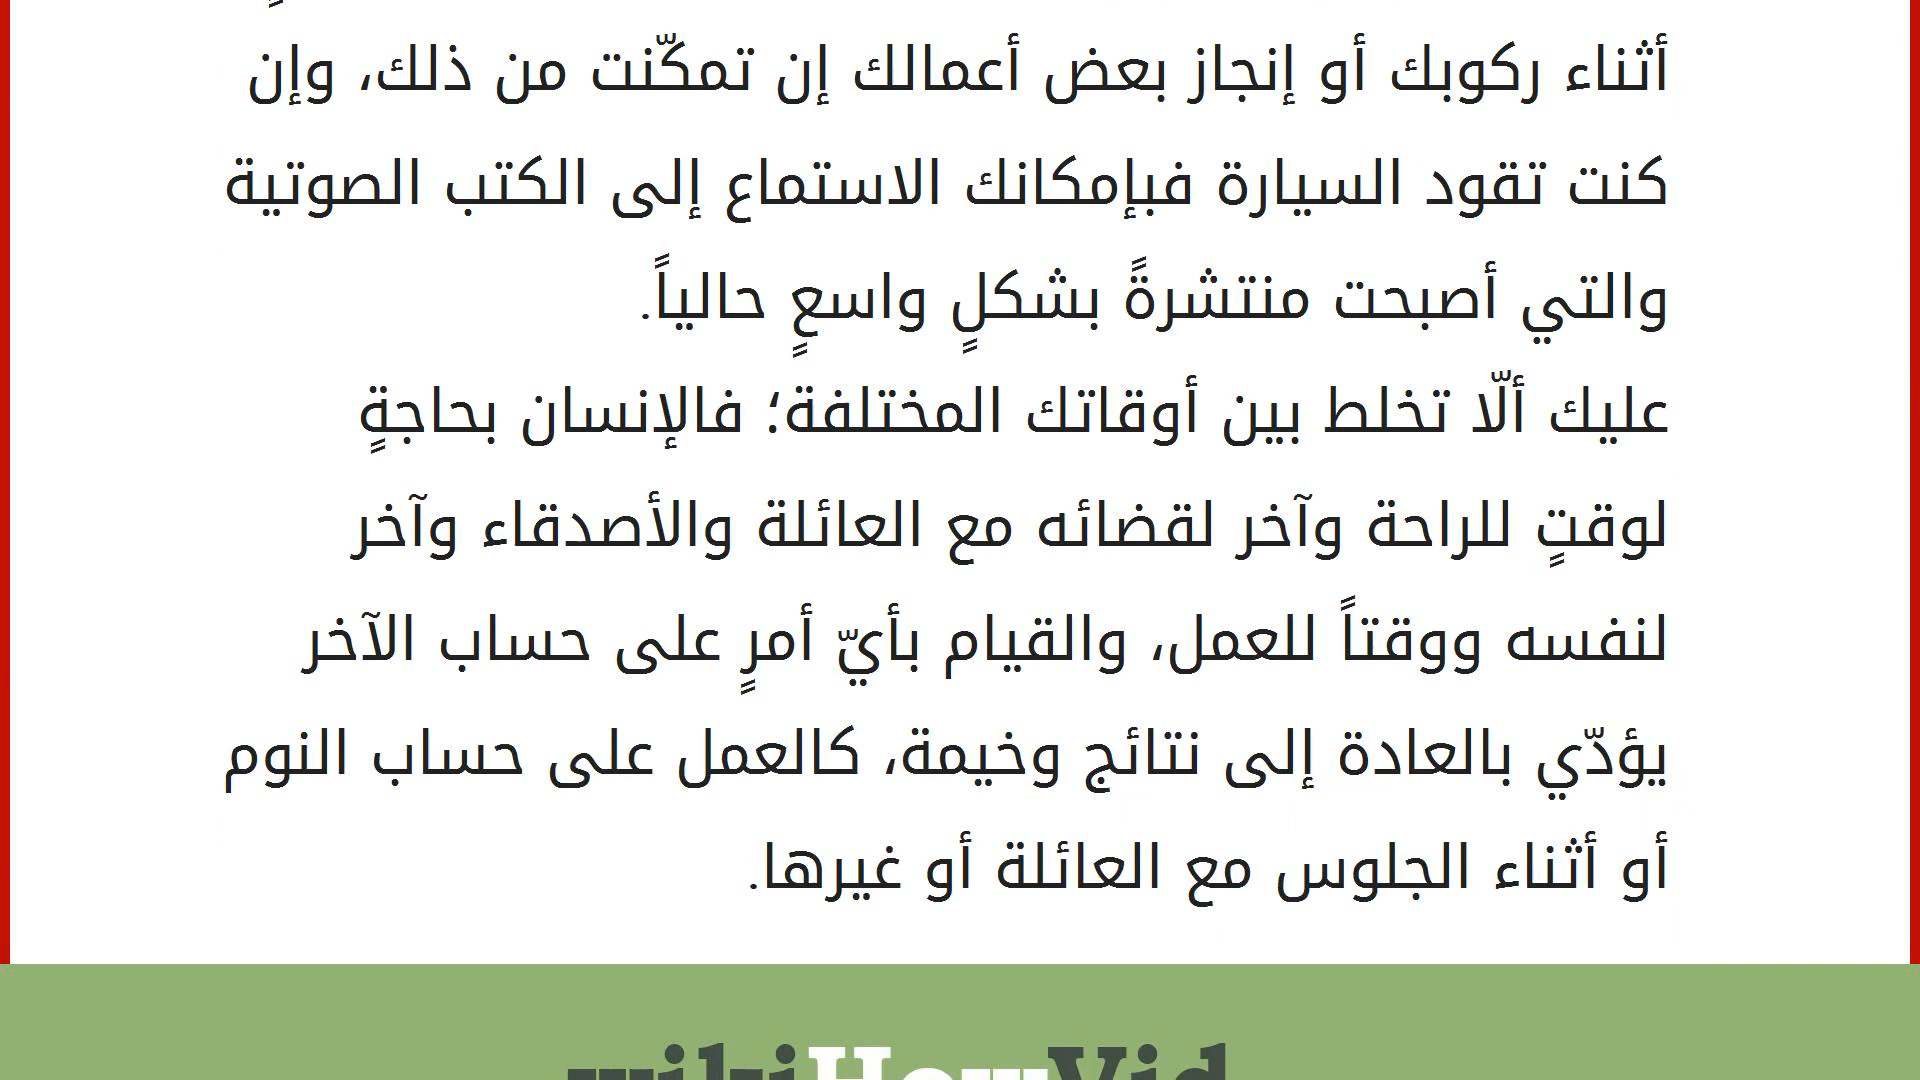 أثناء ركوبك أو إنجاز بعض أعمالك إن تمكّنت من ذلك، وإن
كنت تقود السيارة فبإمكانك الاستماع إلى الكتب الصوتية
والتي أصبحت منتشرةً بشكلٍ واسعٍ حالياً.
عليك ألّا تخلط بين أوقاتك المختلفة؛ فالإنسان بحاجةٍ
لوقتٍ للراحة وآخر لقضائه مع العائلة والأصدقاء وآخر
لنفسه ووقتاً للعمل، والقيام بأيّ أمرٍ على حساب الآخر
يؤدّي بالعادة إلى نتائج وخيمة، كالعمل على حساب النوم
أو أثناء الجلوس مع العائلة أو غيرها.
wikiHowVid